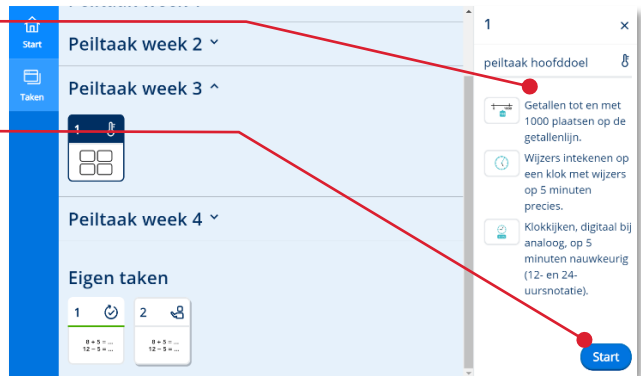 Start
Taken
Peiltaak week 2
Peiltaak week 3
1
Peiltaak week 4
Eigen taken
1
8 + 5 = ...
12 – 5 = ...
2
8 + 5 = ...
12 – 5 = ...
1
×
peiltaak hoofddoel
Getallen tot en met
1000 plaatsen op de
getallenlijn.
Wijzers intekenen op
een klok met wijzers
op 5 minuten
precies.
Klokkijken, digitaal bij
analoog, op 5
minuten nauwkeurig
(12- en 24-
uursnotatie).
Start